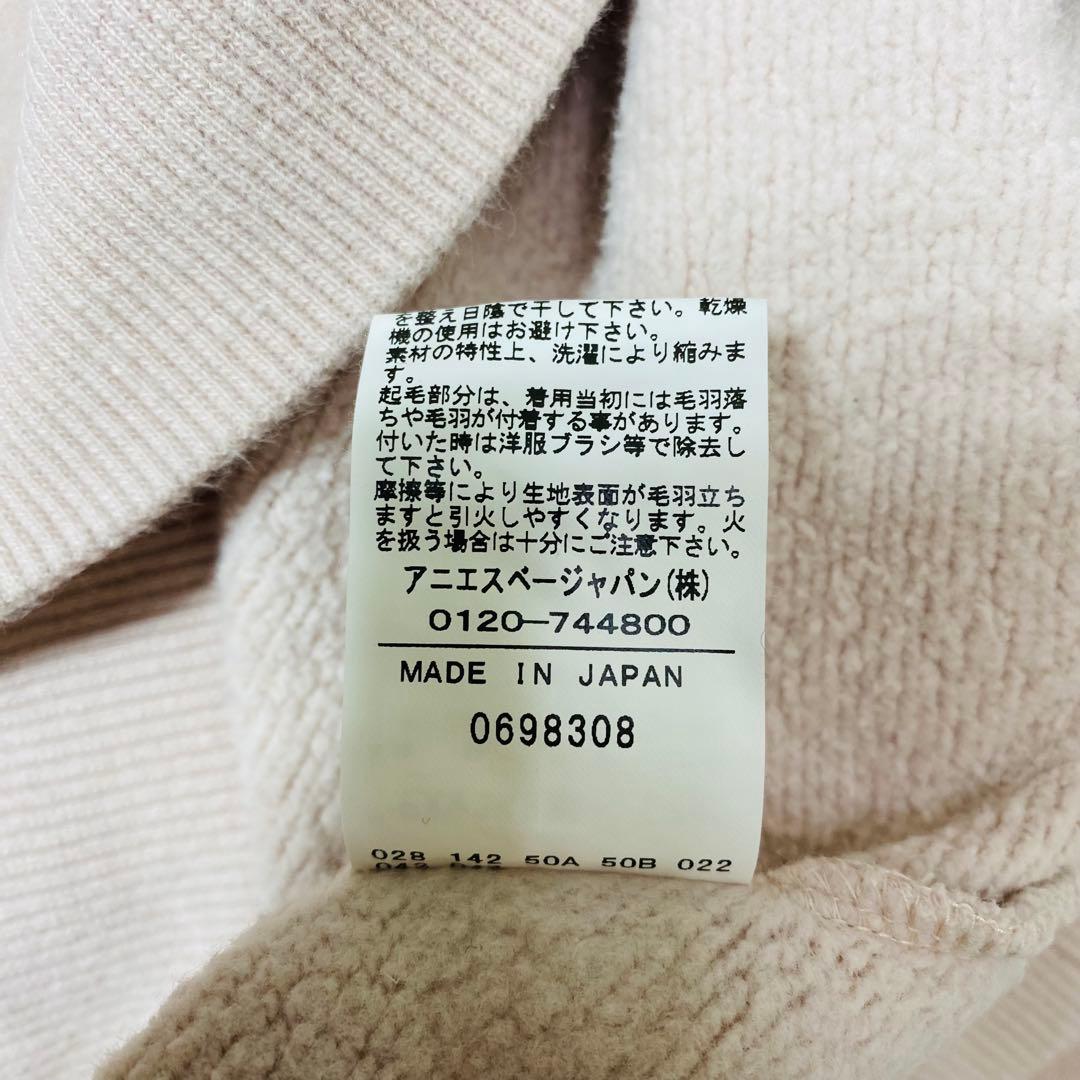 を整え日陰で干して下さい。乾燥
機の使用はお避け下さい。
素材の特性上、洗濯により縮みま
す。
起毛部分は、着用当初には毛羽落
ちや毛羽が付着する事があります。
付いた時は洋服ブラシ等で除去し
て下さい。
摩擦等により生地表面が毛羽立ち
ますと引火しやすくなります。火
を扱う場合は十分にご注意下さい。
アニエスベージャパン(株)
0120-744800
MADE IN JAPAN
0698308
028 142 50A 50B 022